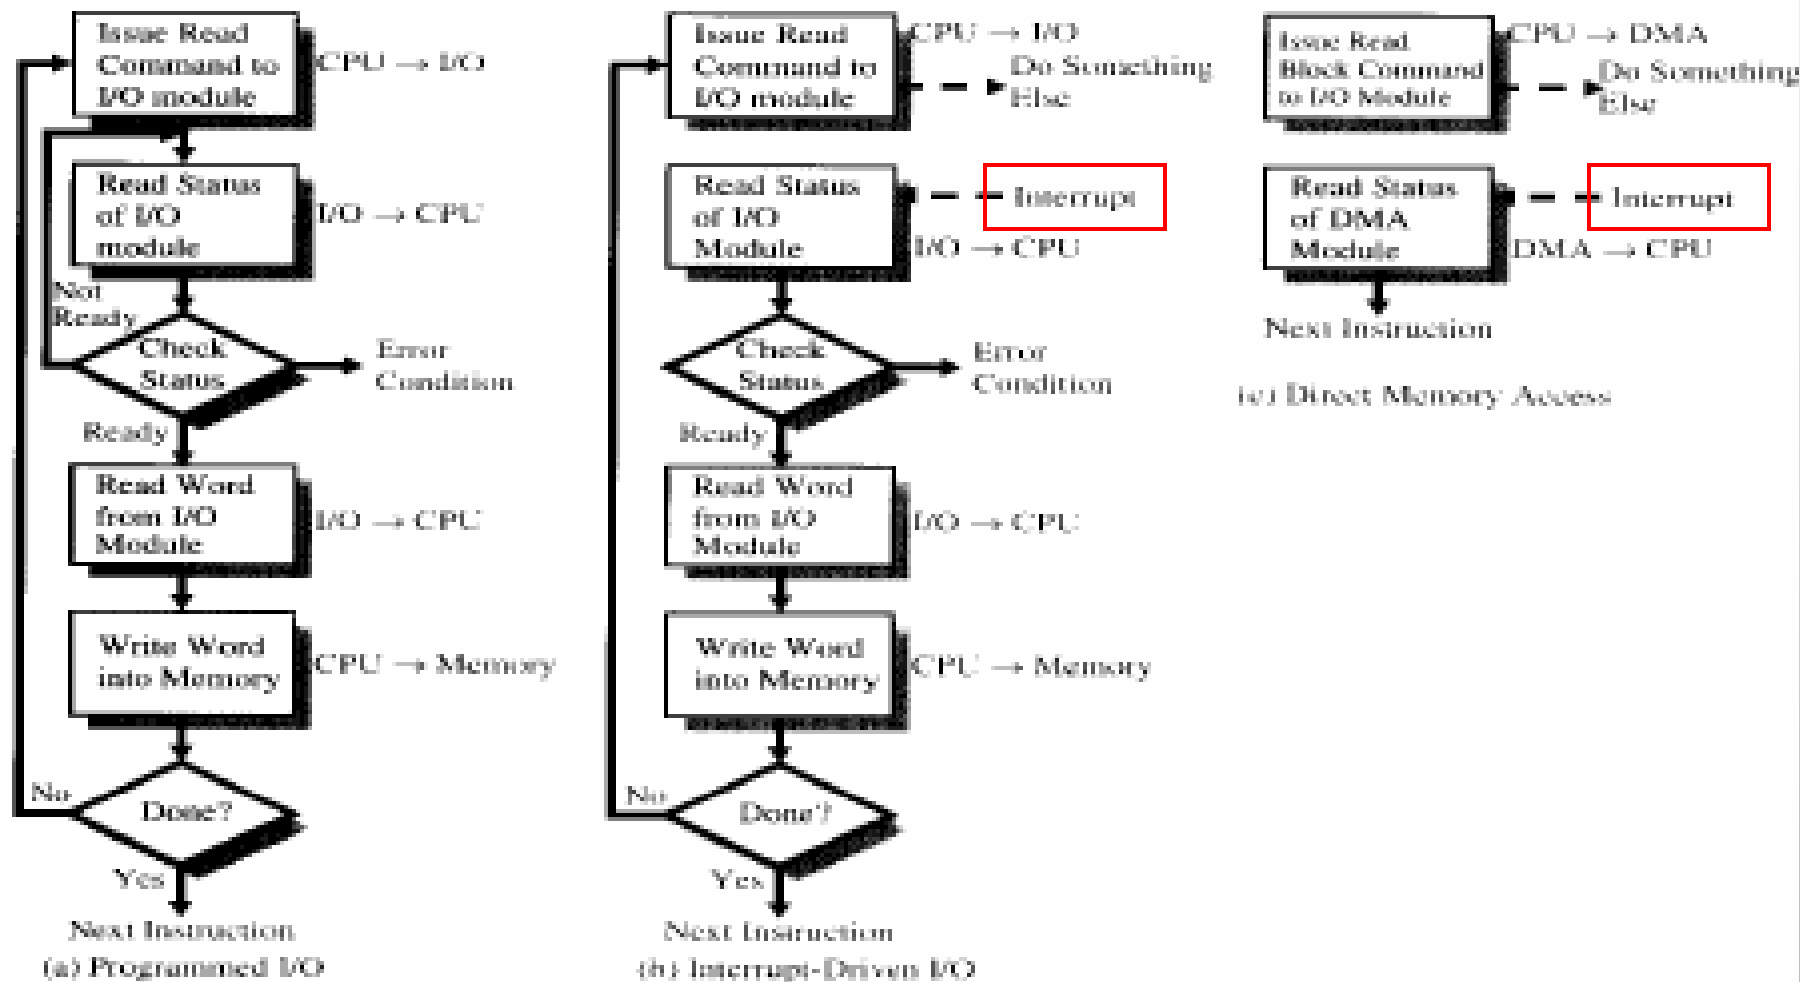 Issue Read
Command to
I/O module
CPU → I/O
Read Status
of I/O
module
I/O → CPU
Not
Ready
Check
Status
Error
Condition
Ready
Read Word
from I/O
Module
I/O → CPU
Write Word
into Memory
CPU → Memory
No
Done?
Yes
Next Instruction
(a) Programmed I/O
Issue Read
Command to
I/O module
CPU → I/O
Do Something
Else
Read Status
of I/O
Module
Interrupt
I/O → CPU
Check
Status
Error
Condition
Ready
Read Word
from I/O
Module
I/O → CPU
Write Word
into Memory
CPU → Memory
No
Done?
Yes
Next Instruction
(b) Interrupt-Driven I/O
Issue Read
Block Command
to I/O Module
CPU → DMA
Do Something
Else
Read Status
of DMA
Module
Interrupt
DMA → CPU
Next Instruction
(c) Direct Memory Access